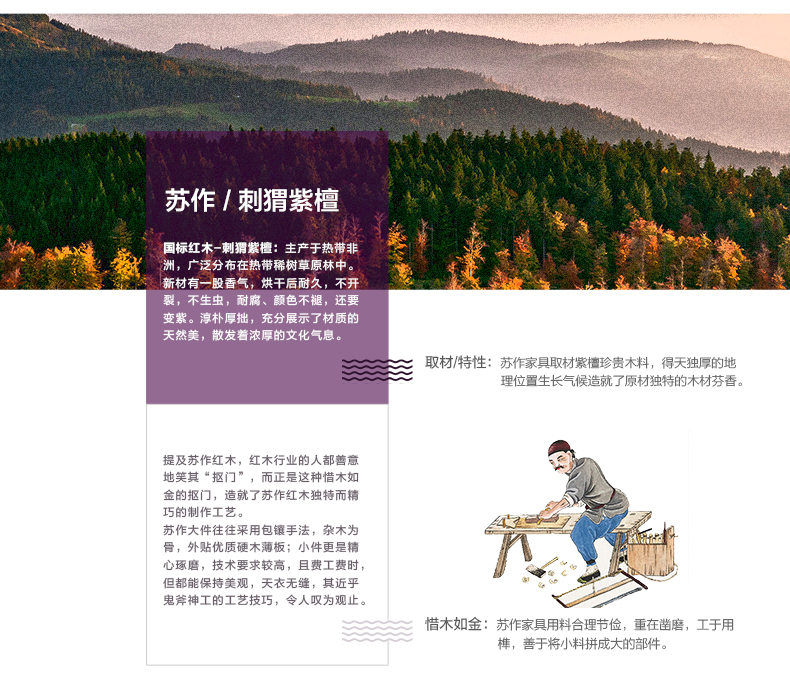 苏作 / 刺猬紫檀
国标红木-刺猬紫檀：主产于热带非
洲，广泛分布在热带稀树草原林中。
新材有一股香气，烘干后耐久，不开
裂，不生虫，耐腐、颜色不褪，还要
变紫。淳朴厚拙，充分展示了材质的
天然美，散发着浓厚的文化气息。
取材/特性：苏作家具取材紫檀珍贵木料，得天独厚的地
理位置生长气候造就了原材独特的木材芬香。
提及苏作红木，红木行业的人都善意
地笑其“抠门”，而正是这种惜木如
金的抠门，造就了苏作红木独特而精
巧的制作工艺。
苏作大件往往采用包镶手法，杂木为
骨，外贴优质硬木薄板；小件更是精
心琢磨，技术要求较高，且费工费时，
但都能保持美观，天衣无缝，其近乎
鬼斧神工的工艺技巧，令人叹为观止。
惜木如金：苏作家具用料合理节俭，重在凿磨，工于用
榫，善于将小料拼成大的部件。